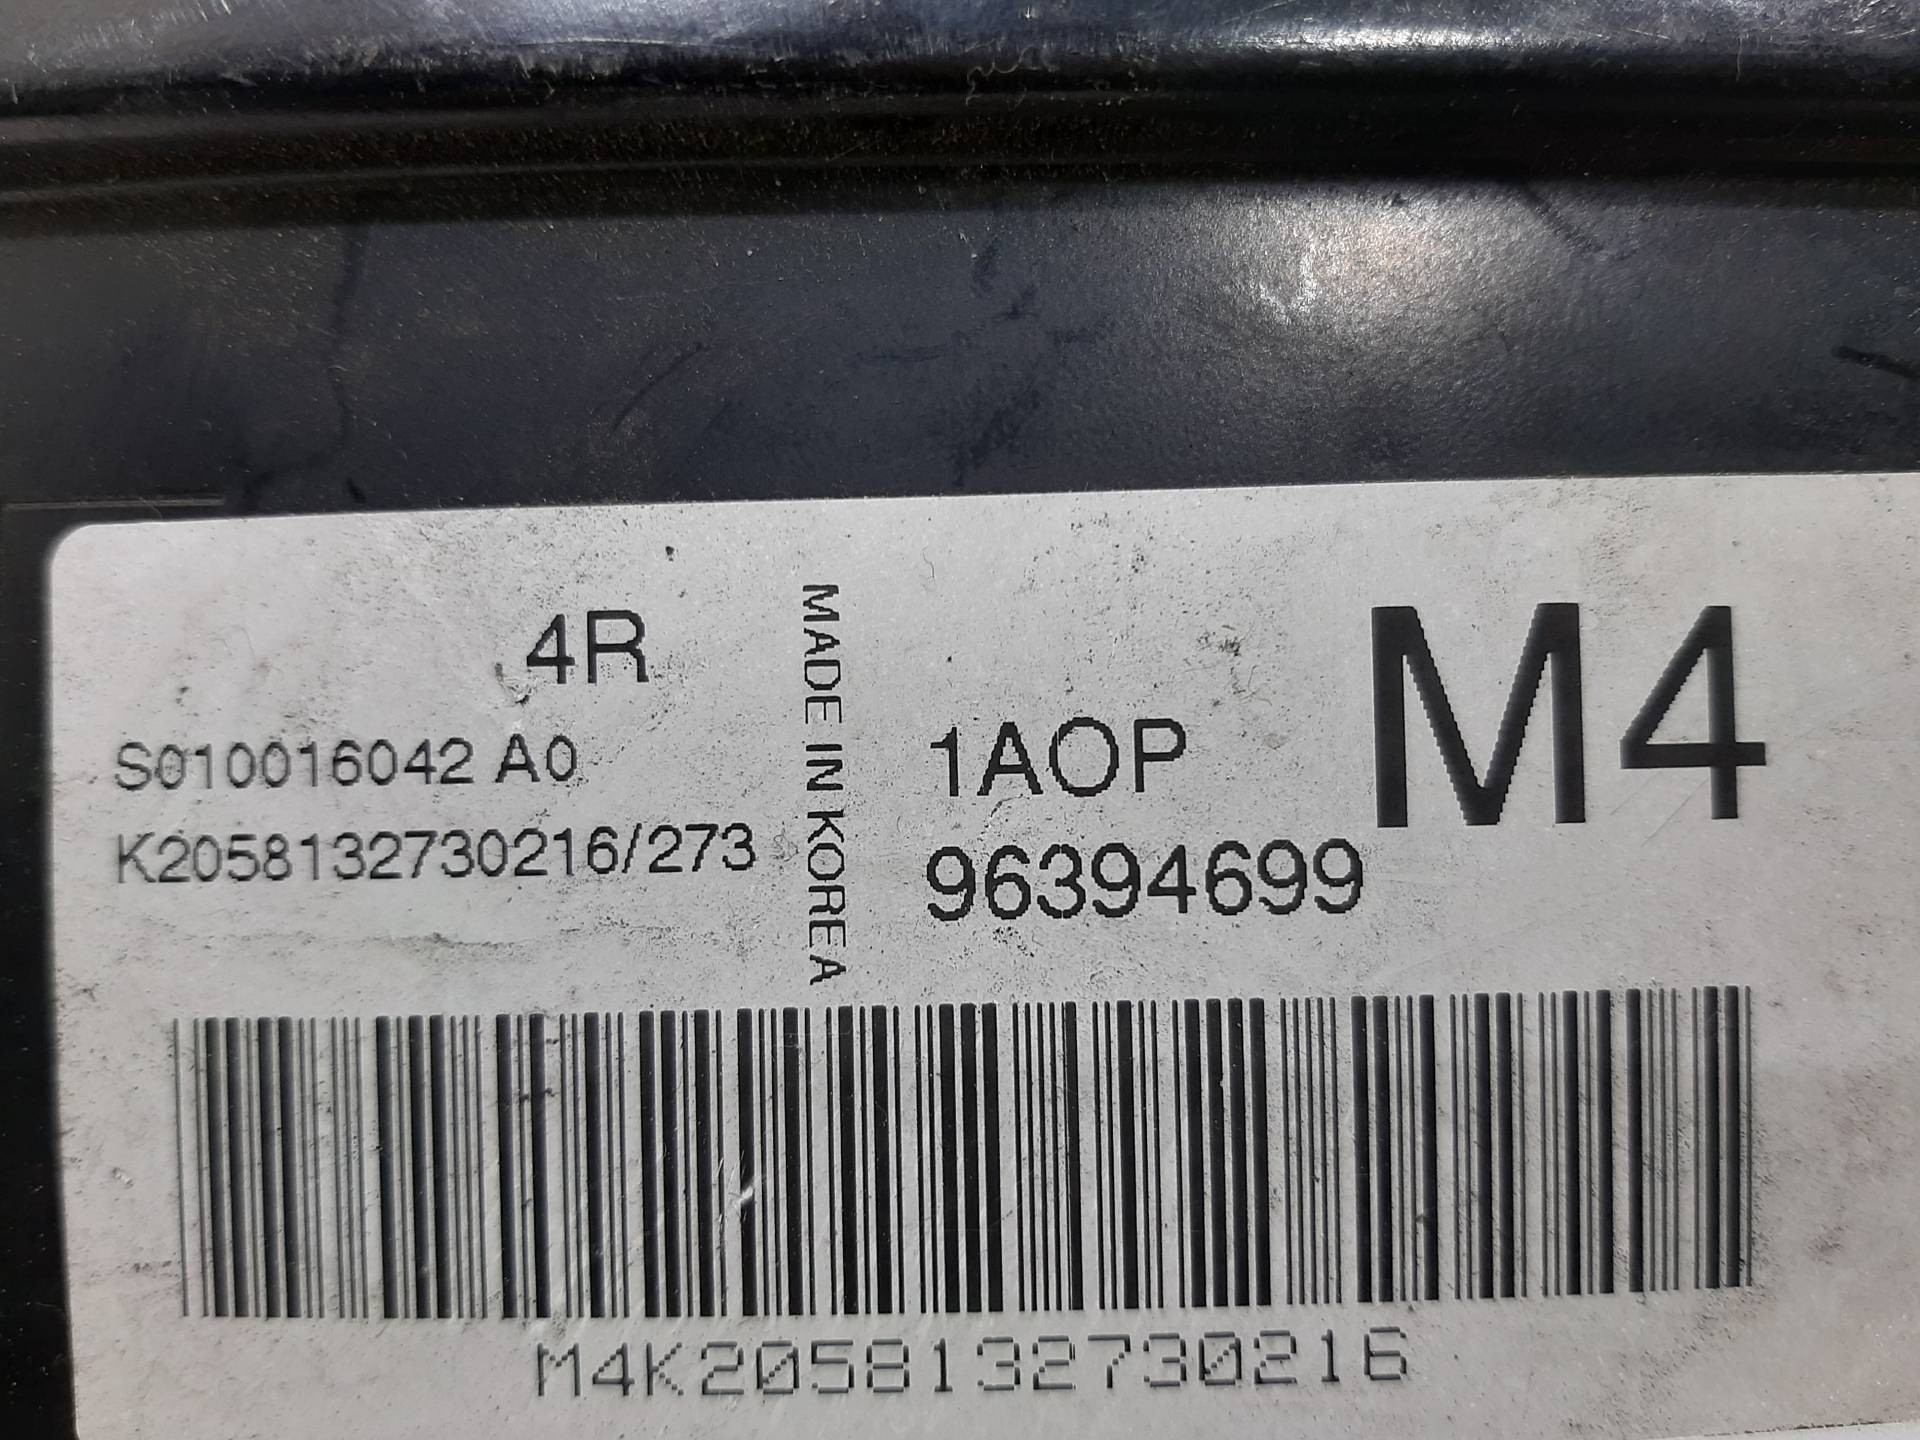 4R
S010016042 A0
K2058132730216/273
MADE IN KOREA
1AOP
96394699
M4
M4K2058132730216